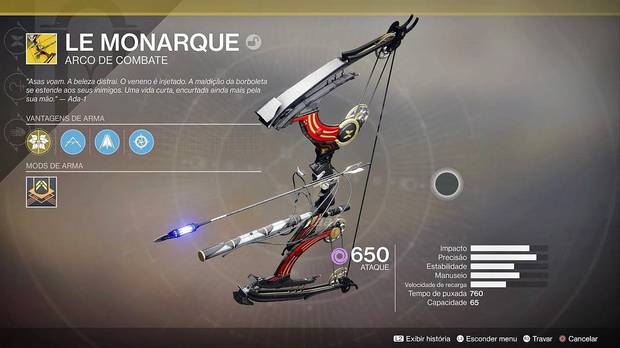 LE MONARQUE
ARCO DE COMBATE
"Asas voam. A beleza distrai. O veneno é injetado. A maldição da borboleta
se estende aos seus inimigos. Uma vida curta, encurtada ainda mais pela
sua mão." — Ada-1
VANTAGENS DE ARMA
MODS DE ARMA
650
ATAQUE
Impacto
Precisão
Estabilidade
Manuseio
Velocidade de recarga
Tempo de puxada 760
Capacidade 65
L2 Exibir história L3 Esconder menu R3 Travar Cancelar